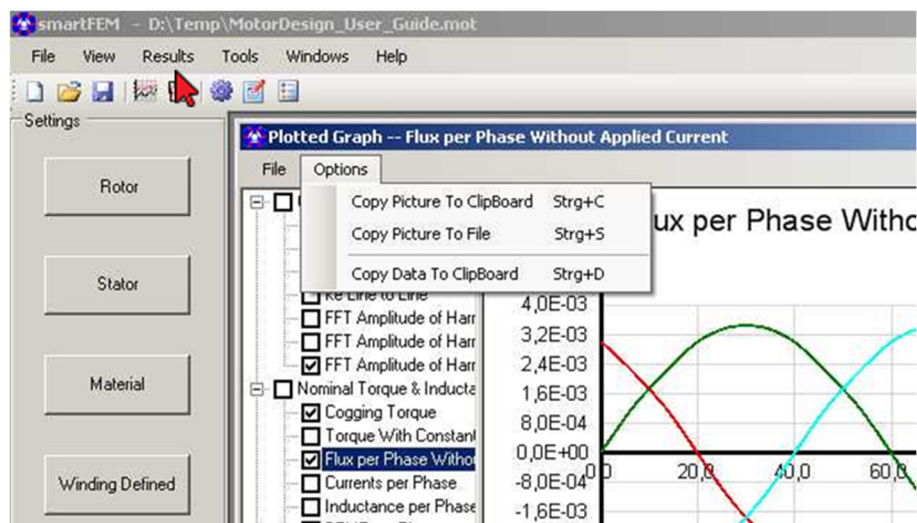 smartFEM - D:\Temp\MotorDesign_User_Guide.mot
File View Results Tools Windows Help
Settings
Rotor
Stator
Material
Winding Defined
Plotted Graph -- Flux per Phase Without Applied Current
File Options
Copy Picture To ClipBoard Strg+C
Copy Picture To File Strg+S
Copy Data To ClipBoard Strg+D
Ke Line to Line
FFT Amplitude of Harr
FFT Amplitude of Harr
FFT Amplitude of Harr
Nominal Torque & Inducta
Cogging Torque
Torque With Constant
Flux per Phase Withou
Currents per Phase
Inductance per Phase
ux per Phase Witho
4,0E-03
3,2E-03
2,4E-03
1,6E-03
8,0E-04
0,0E+00
-8,0E-04
-1,6E-03
0,0 20,0 40,0 60,0